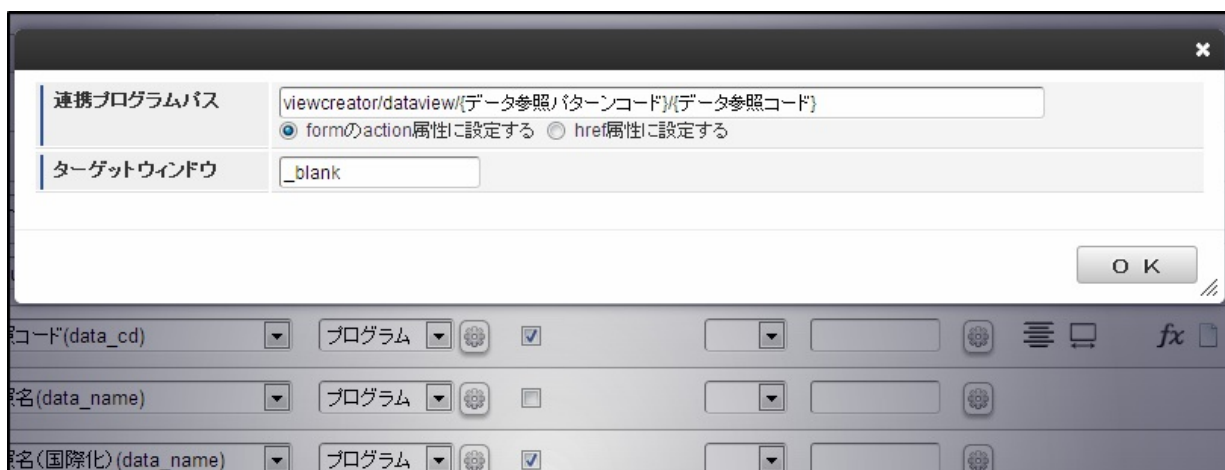 連携プログラムパス
viewcreator/dataview/{データ参照パターンコード}/{データ参照コード}
formのaction属性に設定する href属性に設定する
ターゲットウィンドウ
_blank
O K
コード(data_cd) プログラム fx
名(data_name) プログラム
名(国際化)(data_name) プログラム